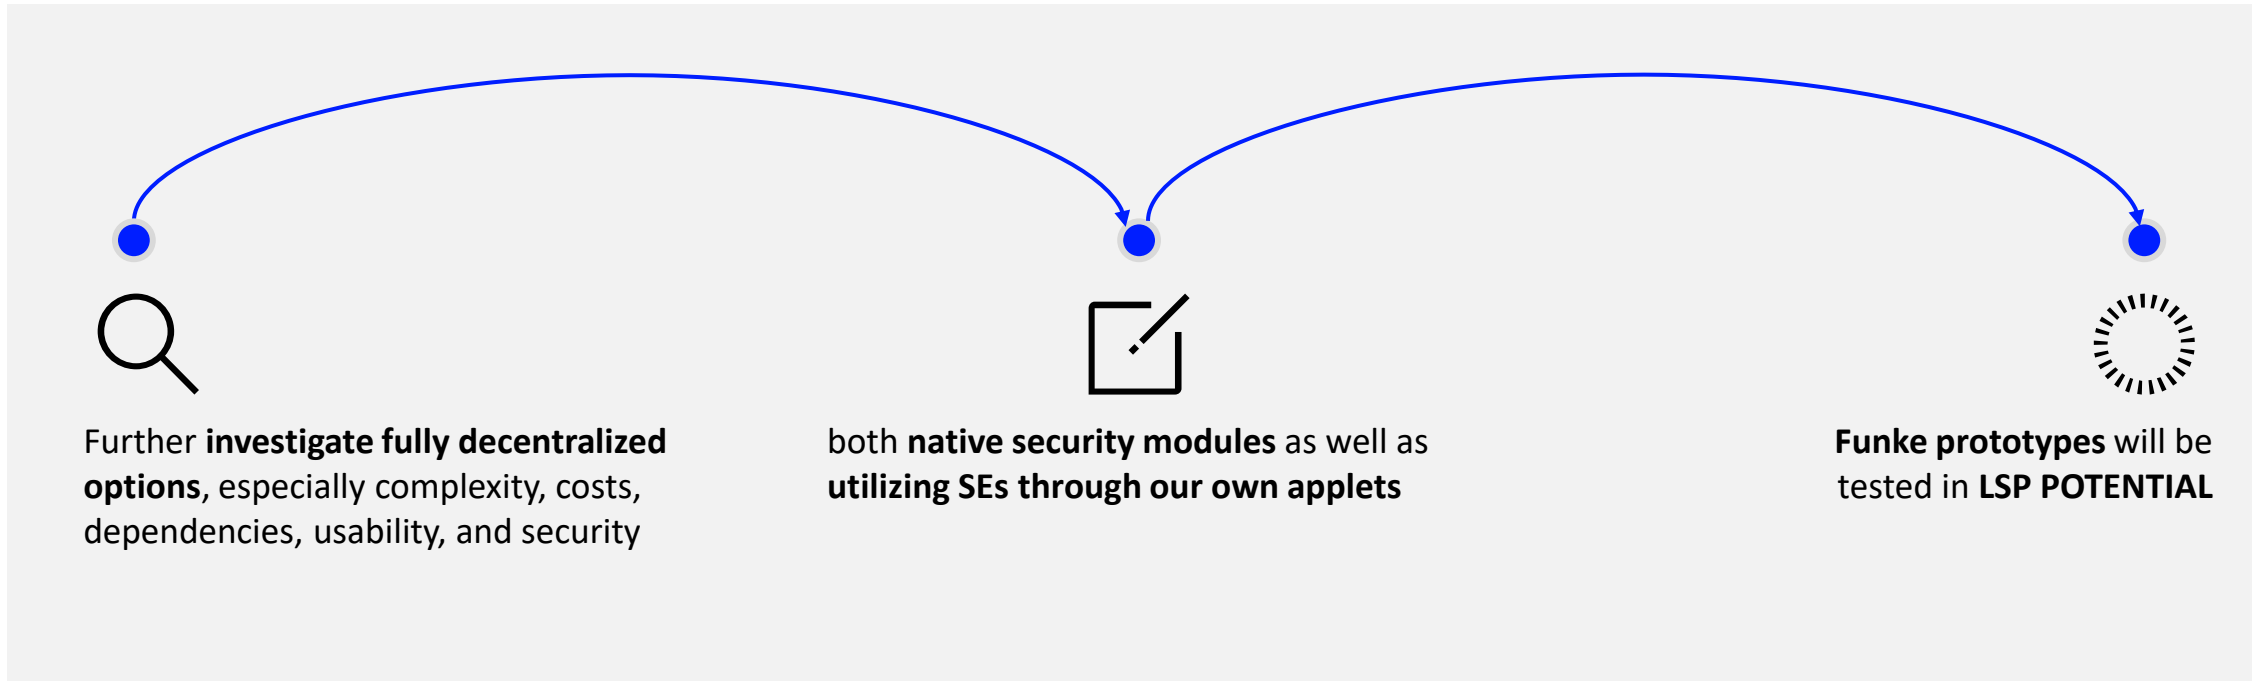 Further investigate fully decentralized
options, especially complexity, costs,
dependencies, usability, and security
both native security modules as well as
utilizing SEs through our own applets
Funke prototypes will be
tested in LSP POTENTIAL